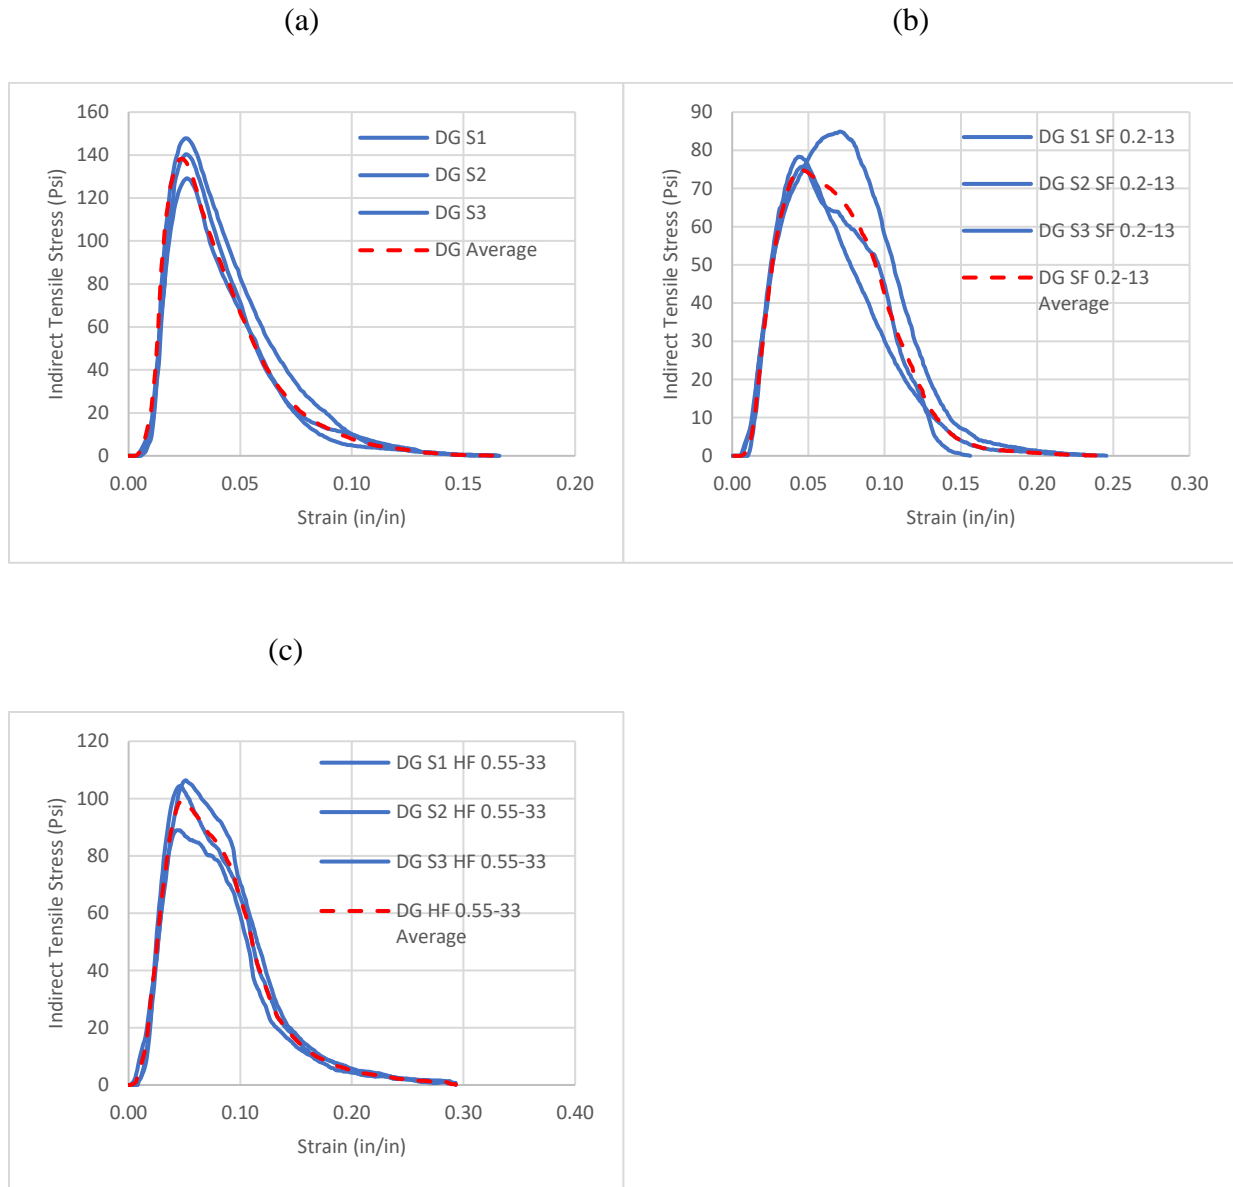 (a)
160
140
120
100
80
60
40
20
0
Indirect Tensile Stress (Psi)
DG S1
DG S2
DG S3
DG Average
0.00 0.05 0.10 0.15 0.20
Strain (in/in)
(b)
90
80
70
60
50
40
30
20
10
0
Indirect Tensile Stress (Psi)
DG S1 SF 0.2-13
DG S2 SF 0.2-13
DG S3 SF 0.2-13
DG SF 0.2-13
Average
0.00 0.05 0.10 0.15 0.20 0.25 0.30
Strain (in/in)
(c)
120
100
80
60
40
20
0
Indirect Tensile Stress (Psi)
DG S1 HF 0.55-33
DG S2 HF 0.55-33
DG S3 HF 0.55-33
DG HF 0.55-33
Average
0.00 0.10 0.20 0.30 0.40
Strain (in/in)